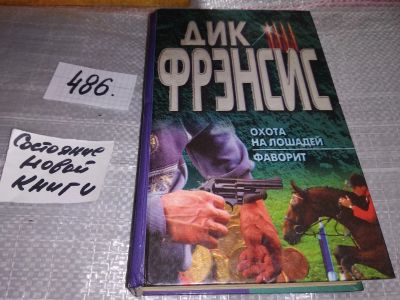 ДИК
ФРЭНСИС
ОХОТА
НА ЛОШАДЕЙ
ФАВОРИТ
486.
Состояние
новой
книги